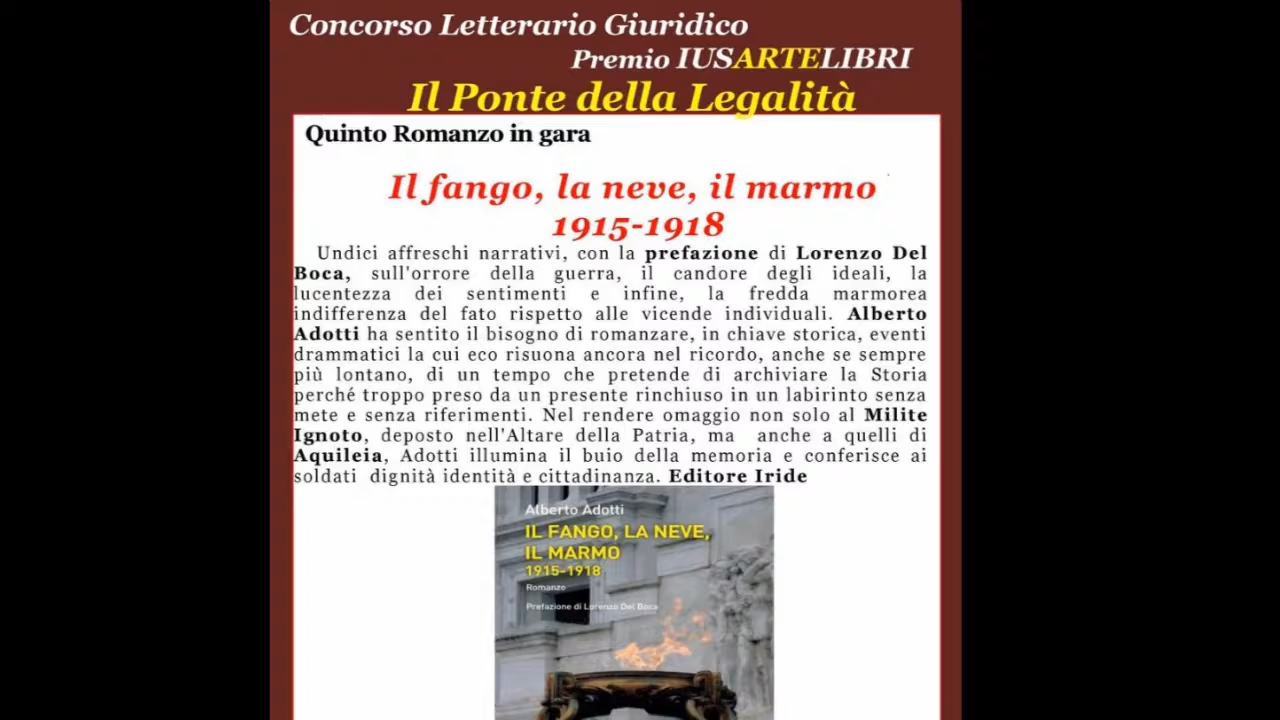 Concorso Letterario Giuridico
Premio IUSARTELIBRI
Il Ponte della Legalità
Quinto Romanzo in gara
Il fango, la neve, il marmo
1915-1918
Undici affreschi narrativi, con la prefazione di Lorenzo Del
Boca, sull'orrore della guerra, il candore degli ideali, la
lucentezza dei sentimenti e infine, la fredda marmorea
indifferenza del fato rispetto alle vicende individuali. Alberto
Adotti ha sentito il bisogno di romanzare, in chiave storica, eventi
drammatici la cui eco risuona ancora nel ricordo, anche se sempre
più lontano, di un tempo che pretende di archiviare la Storia
perché troppo preso da un presente rinchiuso in un labirinto senza
mete e senza riferimenti. Nel rendere omaggio non solo al Milite
Ignoto, deposto nell'Altare della Patria, ma anche a quelli di
Aquileia, Adotti illumina il buio della memoria e conferisce ai
soldati dignità identità e cittadinanza. Editore Iride
Alberto Adotti
IL FANGO, LA NEVE,
IL MARMO
1915-1918
Romanzo
Prefazione di Lorenzo Del Boca